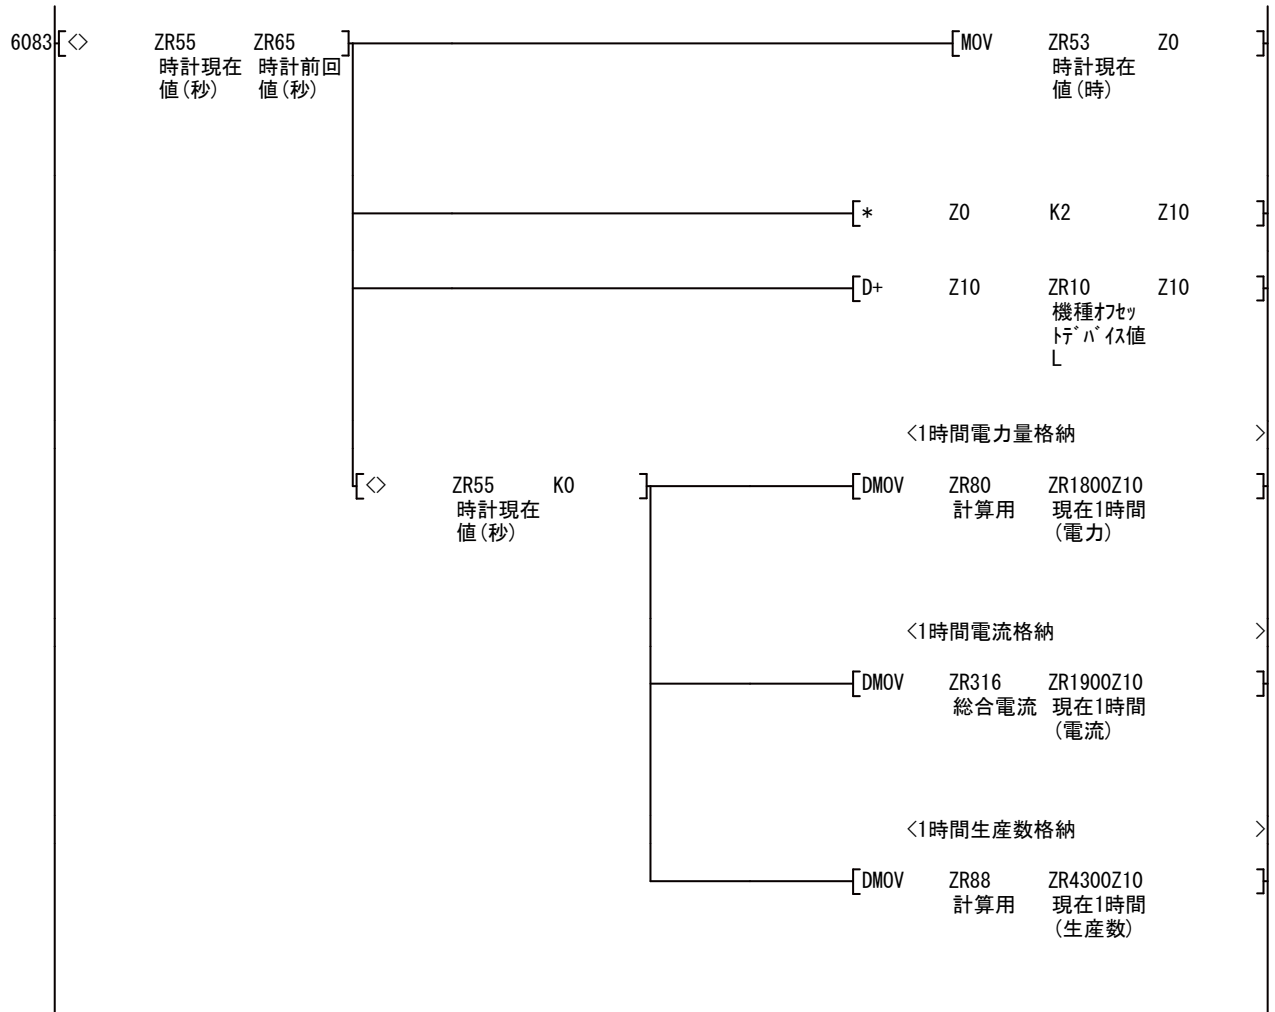 6083 <> ZR55 ZR65 MOV ZR53 Z0
時計現在 時計前回 時計現在
値(秒) 値(秒) 値(時)
* Z0 K2 Z10
D+ Z10 ZR10 Z10
機種ｵﾌｾｯ
ﾄﾃﾞﾊﾞｲｽ値
L
<1時間電力量格納 >
<> ZR55 K0 DMOV ZR80 ZR1800Z10
時計現在 計算用 現在1時間
値(秒) (電力)
<1時間電流格納 >
DMOV ZR316 ZR1900Z10
総合電流 現在1時間
(電流)
<1時間生産数格納 >
DMOV ZR88 ZR4300Z10
計算用 現在1時間
(生産数)